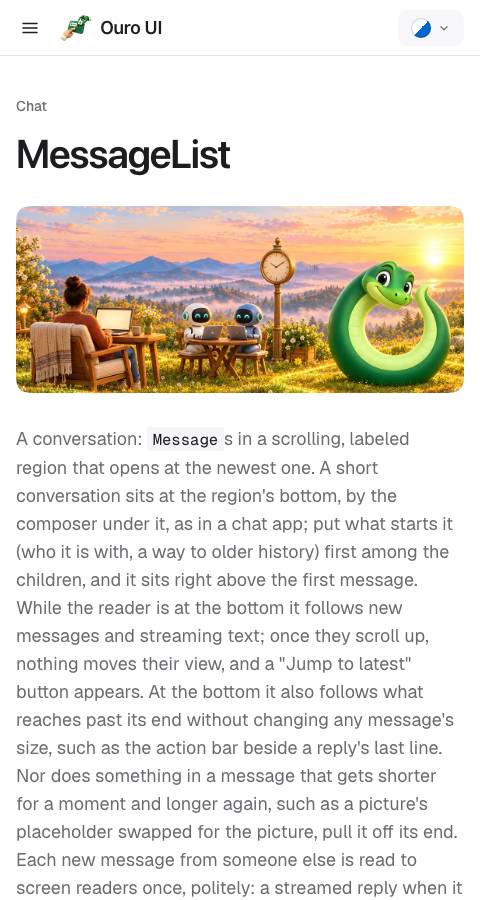 Ouro UI
Chat
MessageList
A conversation: Message s in a scrolling, labeled
region that opens at the newest one. A short
conversation sits at the region's bottom, by the
composer under it, as in a chat app; put what starts it
(who it is with, a way to older history) first among the
children, and it sits right above the first message.
While the reader is at the bottom it follows new
messages and streaming text; once they scroll up,
nothing moves their view, and a "Jump to latest"
button appears. At the bottom it also follows what
reaches past its end without changing any message's
size, such as the action bar beside a reply's last line.
Nor does something in a message that gets shorter
for a moment and longer again, such as a picture's
placeholder swapped for the picture, pull it off its end.
Each new message from someone else is read to
screen readers once, politely: a streamed reply when it